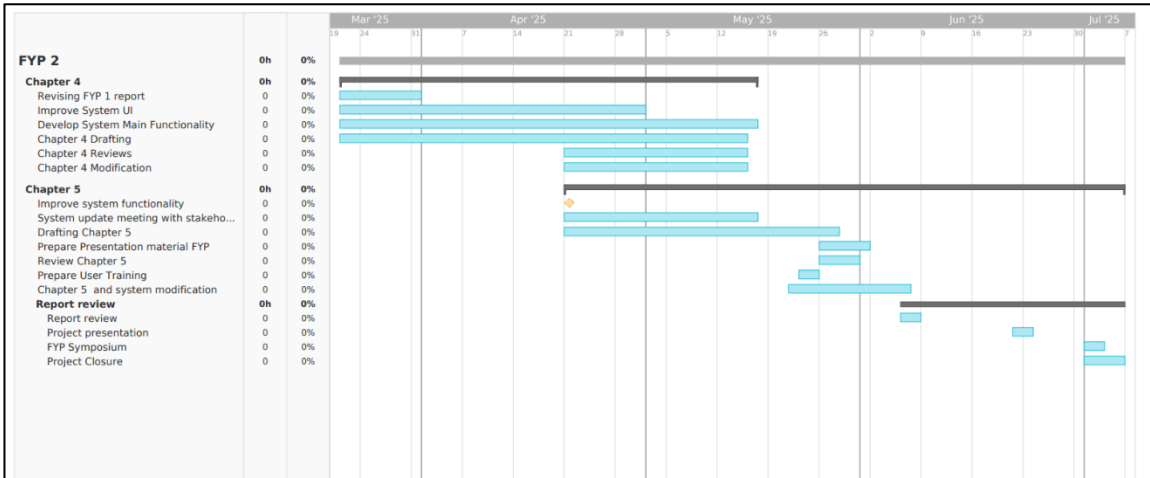 Mar '25 Apr '25 May '25 Jun '25 Jul '25
19 24 31 7 14 21 28 5 12 19 26 2 9 16 23 30 7
FYP 2 0h 0%
Chapter 4 0h 0%
Revising FYP 1 report 0 0%
Improve System UI 0 0%
Develop System Main Functionality 0 0%
Chapter 4 Drafting 0 0%
Chapter 4 Reviews 0 0%
Chapter 4 Modification 0 0%
Chapter 5 0h 0%
Improve system functionality 0 0%
System update meeting with stakeho... 0 0%
Drafting Chapter 5 0 0%
Prepare Presentation material FYP 0 0%
Review Chapter 5 0 0%
Prepare User Training 0 0%
Chapter 5 and system modification 0 0%
Report review 0h 0%
Report review 0 0%
Project presentation 0 0%
FYP Symposium 0 0%
Project Closure 0 0%